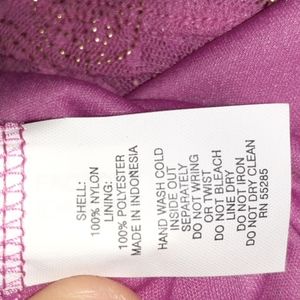 SHELL:
100% NYLON
LINING:
100% POLYESTER
MADE IN INDONESIA
HAND WASH COLD
INSIDE OUT
SEPARATELY
DO NOT WRING
OR TWIST
DO NOT BLEACH
LINE DRY
DO NOT IRON
DO NOT DRY CLEAN
RN 55285